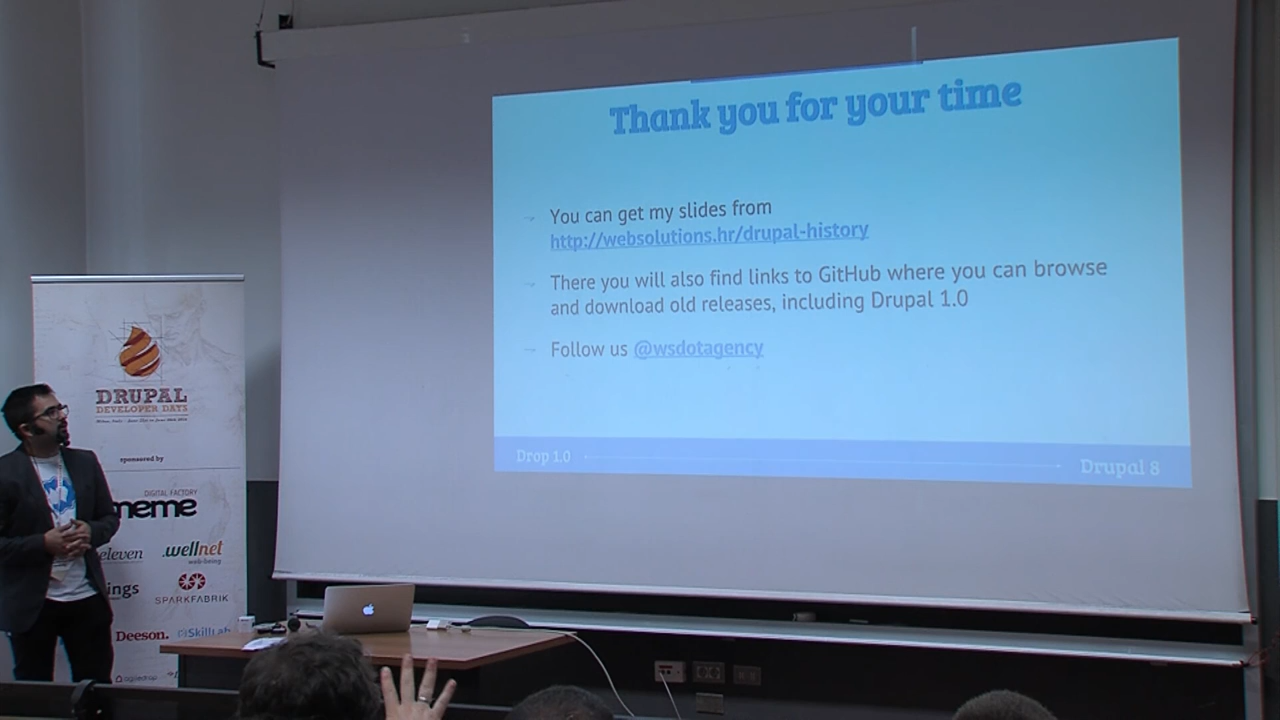 Thank you for your time
You can get my slides from
http://websolutions.hr/drupal-history
There you will also find links to GitHub where you can browse
and download old releases, including Drupal 1.0
Follow us @wsdotagency
Drop 1.0
Drupal 8
DRUPAL
DEVELOPER DAYS
sponsored by
DIGITAL FACTORY
meme
eleven
.wellnet
web-being
ings
SPARKFABRIK
Deeson.
SkillLab
agiledrop